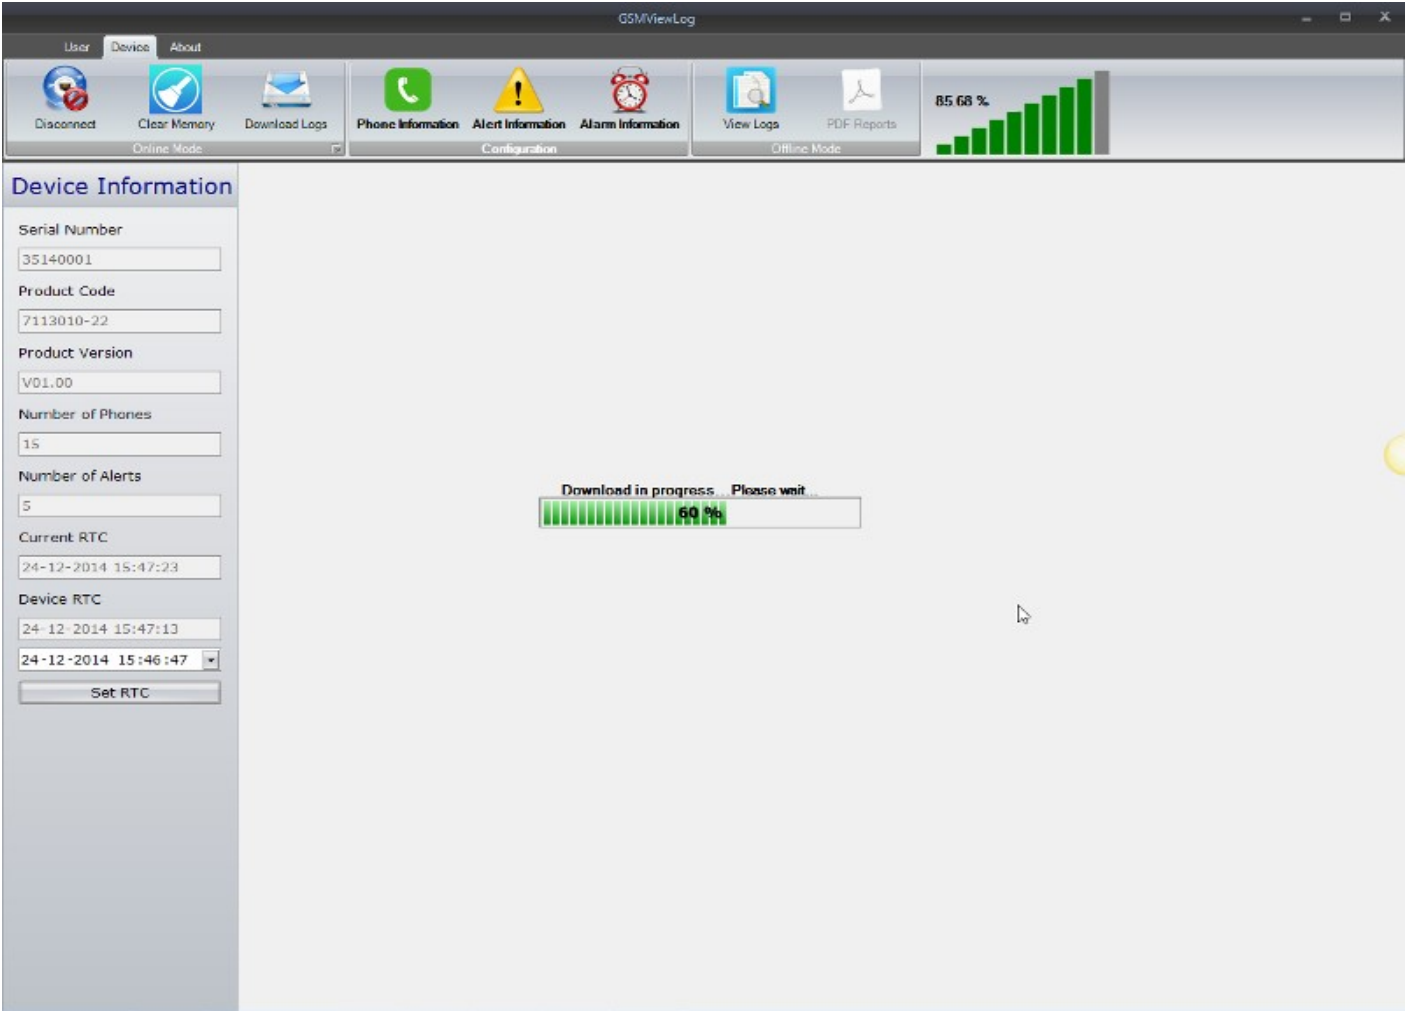 GSMViewLog
User Device About
Disconnect Clear Memory Download Logs Phone Information Alert Information Alarm Information View Logs PDF Reports 85.68 %
Online Mode Configuration Offline Mode
Device Information
Serial Number
35140001
Product Code
7113010-22
Product Version
V01.00
Number of Phones
15
Number of Alerts
5
Current RTC
24-12-2014 15:47:23
Device RTC
24-12-2014 15:47:13
24-12-2014 15:46:47
Set RTC
Download in progress... Please wait...
60 %